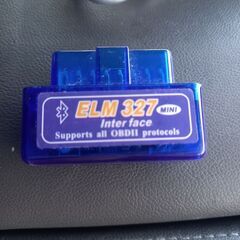 ELM 327 MINI
Interface
Supports all OBDII protocols